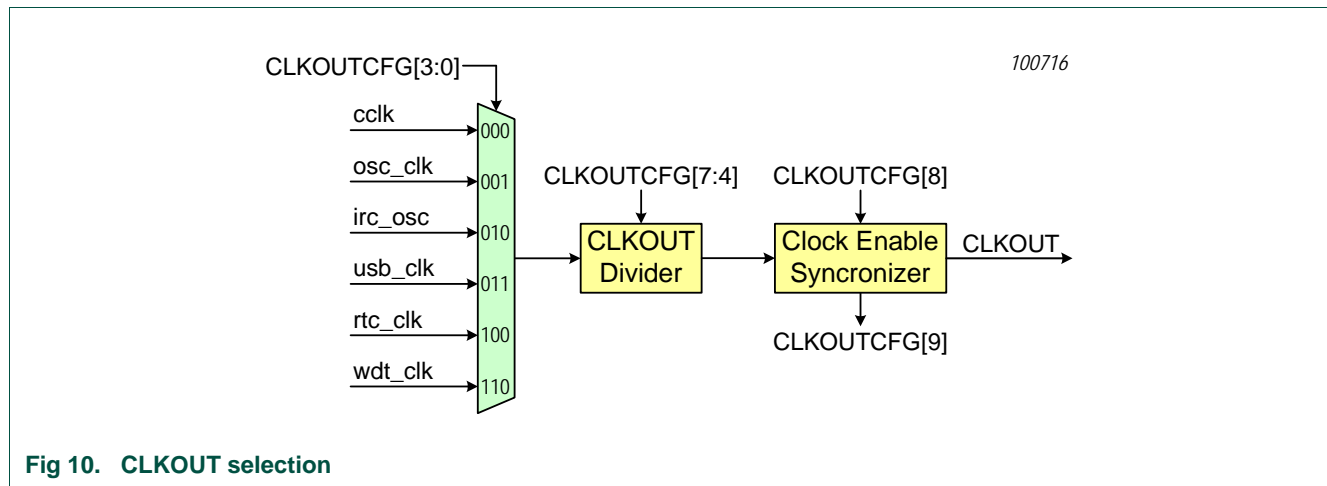 CLKOUTCFG[3:0]
100716
cclk
000
osc_clk
001
CLKOUTCFG[7:4]
CLKOUTCFG[8]
irc_osc
010
CLKOUT
Divider
Clock Enable
Syncronizer
CLKOUT
usb_clk
011
rtc_clk
100
CLKOUTCFG[9]
wdt_clk
110
Fig 10. CLKOUT selection